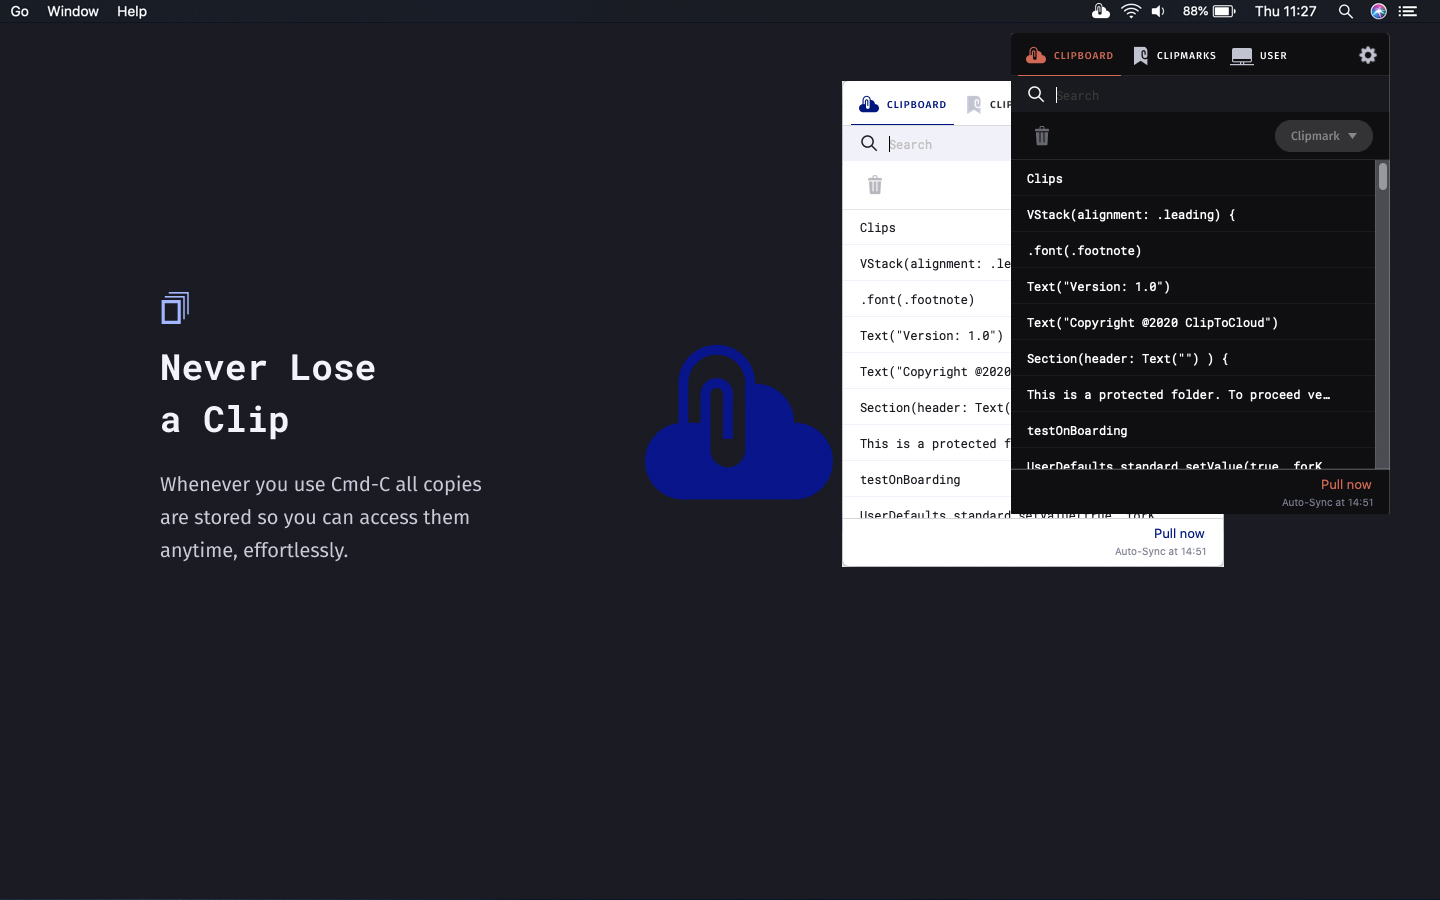 Go Window Help
88% Thu 11:27
Never Lose
a Clip
Whenever you use Cmd-C all copies
are stored so you can access them
anytime, effortlessly.
CLIPBOARD CLIP
Search
Clips
VStack(alignment: .le
.font(.footnote)
Text("Version: 1.0")
Text("Copyright @2020
Section(header: Text(
This is a protected f
testOnBoarding
UserDefaults.standard.setValue(true, forK
Pull now
Auto-Sync at 14:51
CLIPBOARD CLIPMARKS USER
Search
Clipmark
Clips
VStack(alignment: .leading) {
.font(.footnote)
Text("Version: 1.0")
Text("Copyright @2020 ClipToCloud")
Section(header: Text("") ) {
This is a protected folder. To proceed ve…
testOnBoarding
UserDefaults.standard.setValue(true, forK
Pull now
Auto-Sync at 14:51